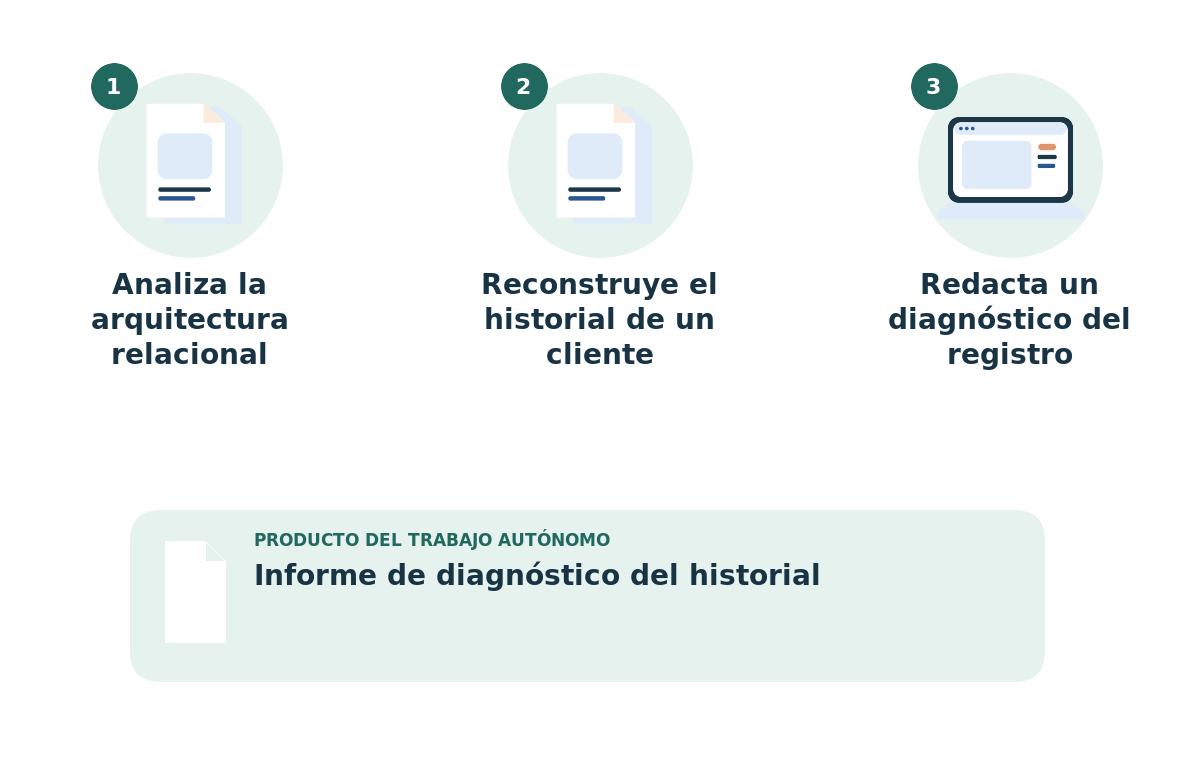 1
Analiza la
arquitectura
relacional
2
Reconstruye el
historial de un
cliente
3
Redacta un
diagnóstico del
registro
PRODUCTO DEL TRABAJO AUTÓNOMO
Informe de diagnóstico del historial